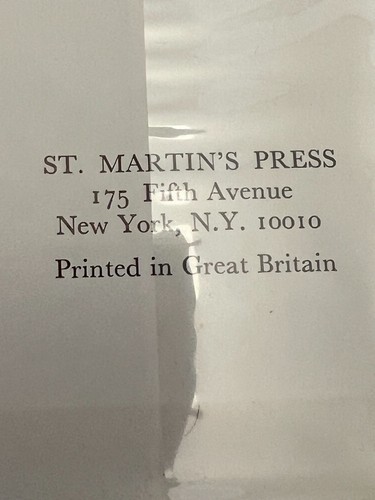 ST. MARTIN'S PRESS
175 Fifth Avenue
New York, N.Y. 10010
Printed in Great Britain